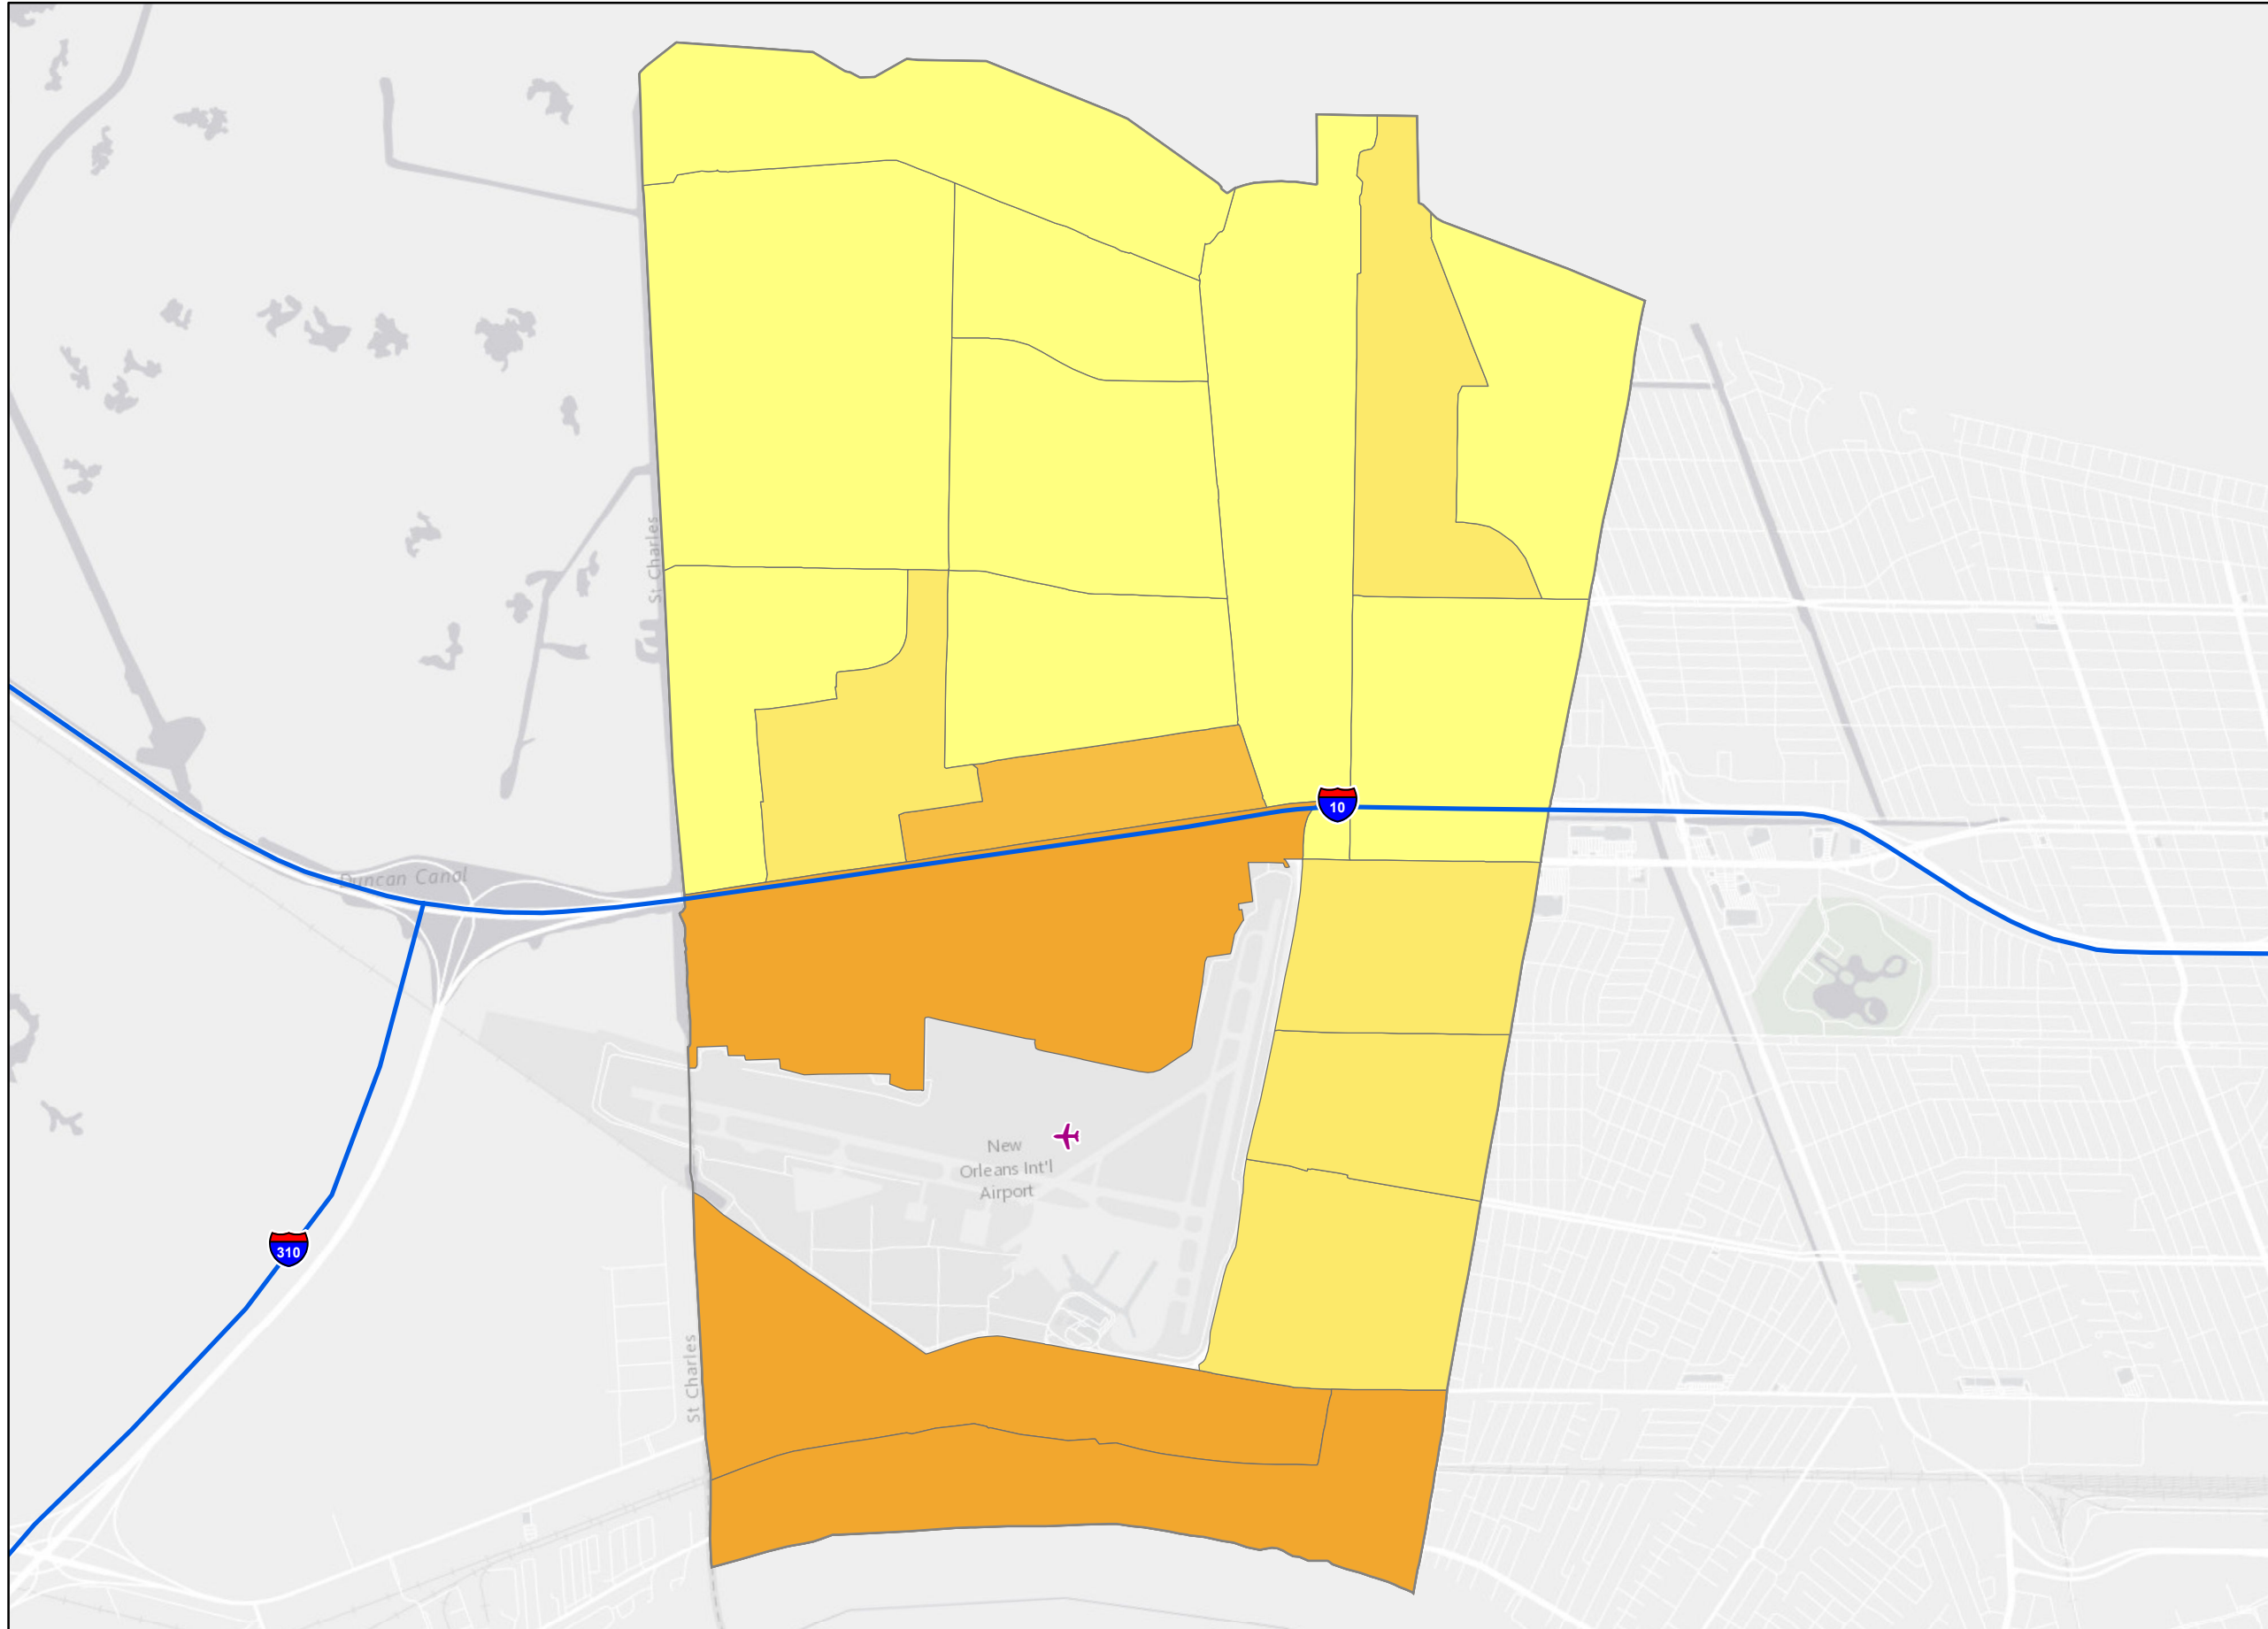 St. Charles
10
Duncan Canal
New
Orleans Int'l
Airport
310
St. Charles